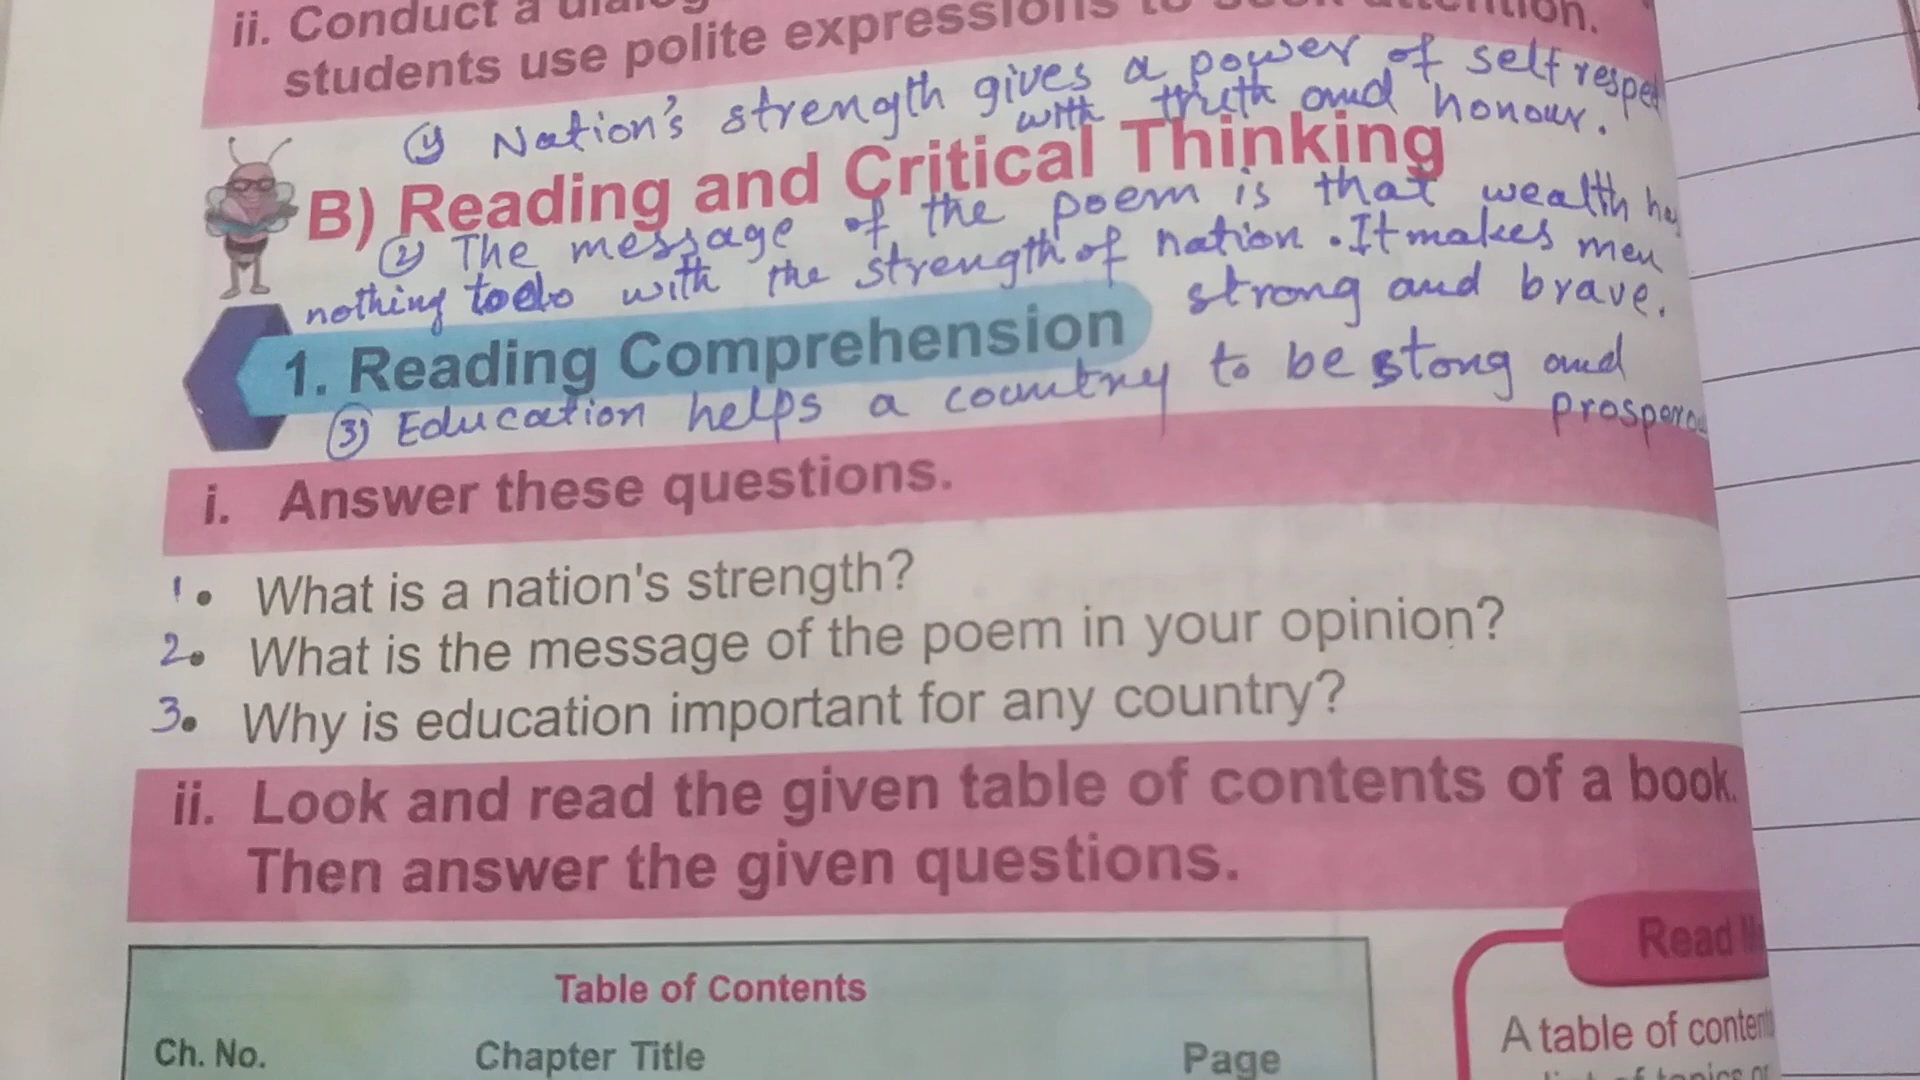 ii. Conduct a
students use polite expressions to
(1) Nation's strength gives a power of self respe
with truth and honour.
B) Reading and Critical Thinking
(2) The message of the poem is that wealth ha
nothing to do with the strength of nation. It makes men
strong and brave.
1. Reading Comprehension
(3) Education helps a country to be stong and
prosperou
i. Answer these questions.
1. • What is a nation's strength?
2. • What is the message of the poem in your opinion?
3. • Why is education important for any country?
ii. Look and read the given table of contents of a book.
Then answer the given questions.
Read
Table of Contents
A table of content
Ch. No. Chapter Title Page